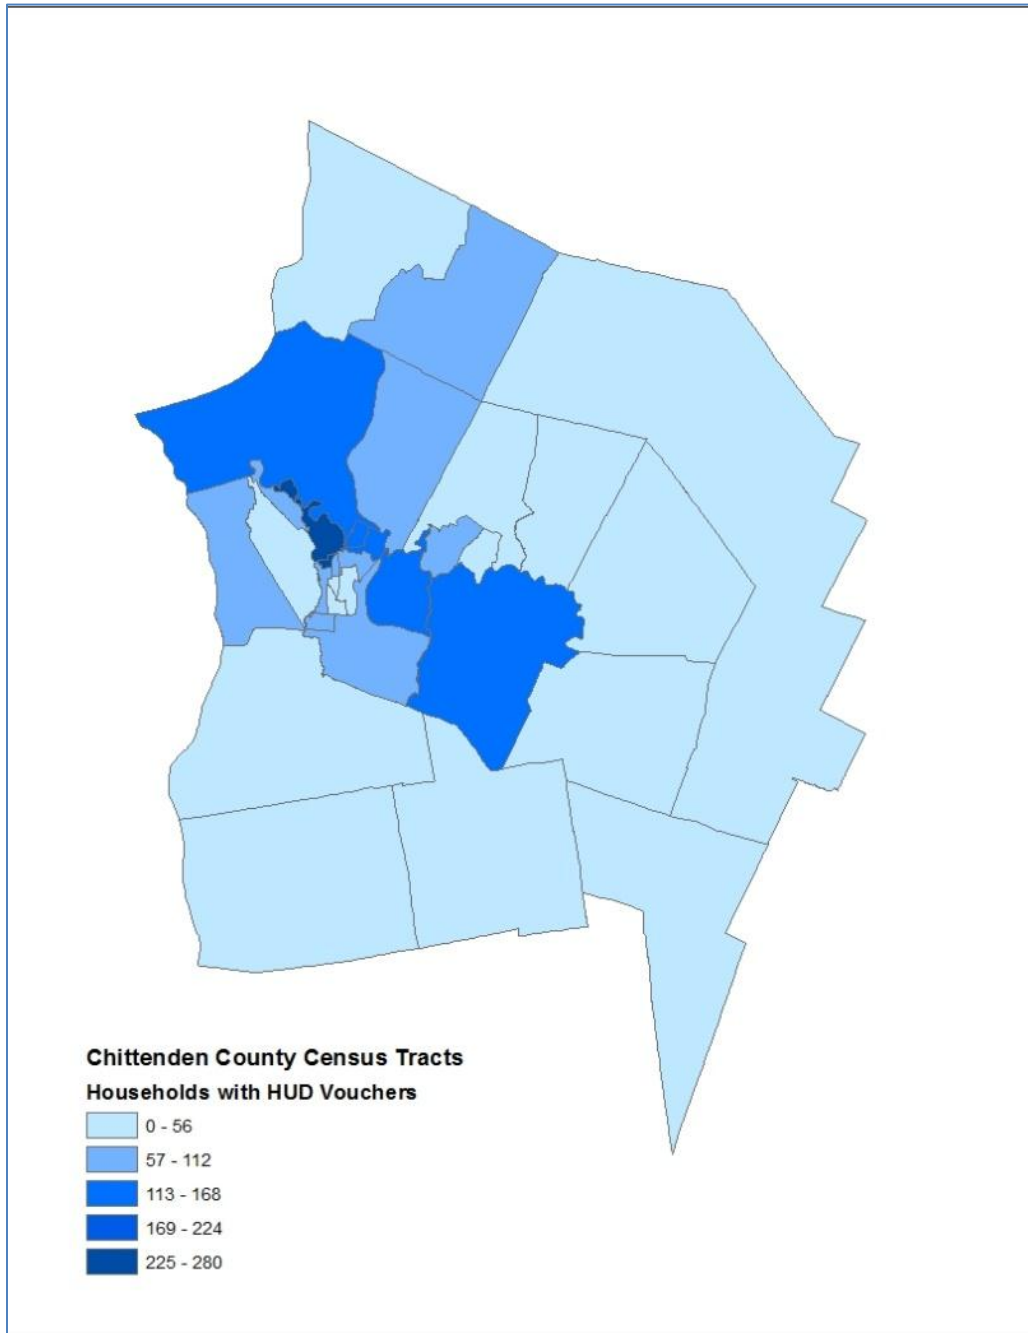 Chittenden County Census Tracts
Households with HUD Vouchers
0 - 56
57 - 112
113 - 168
169 - 224
225 - 280